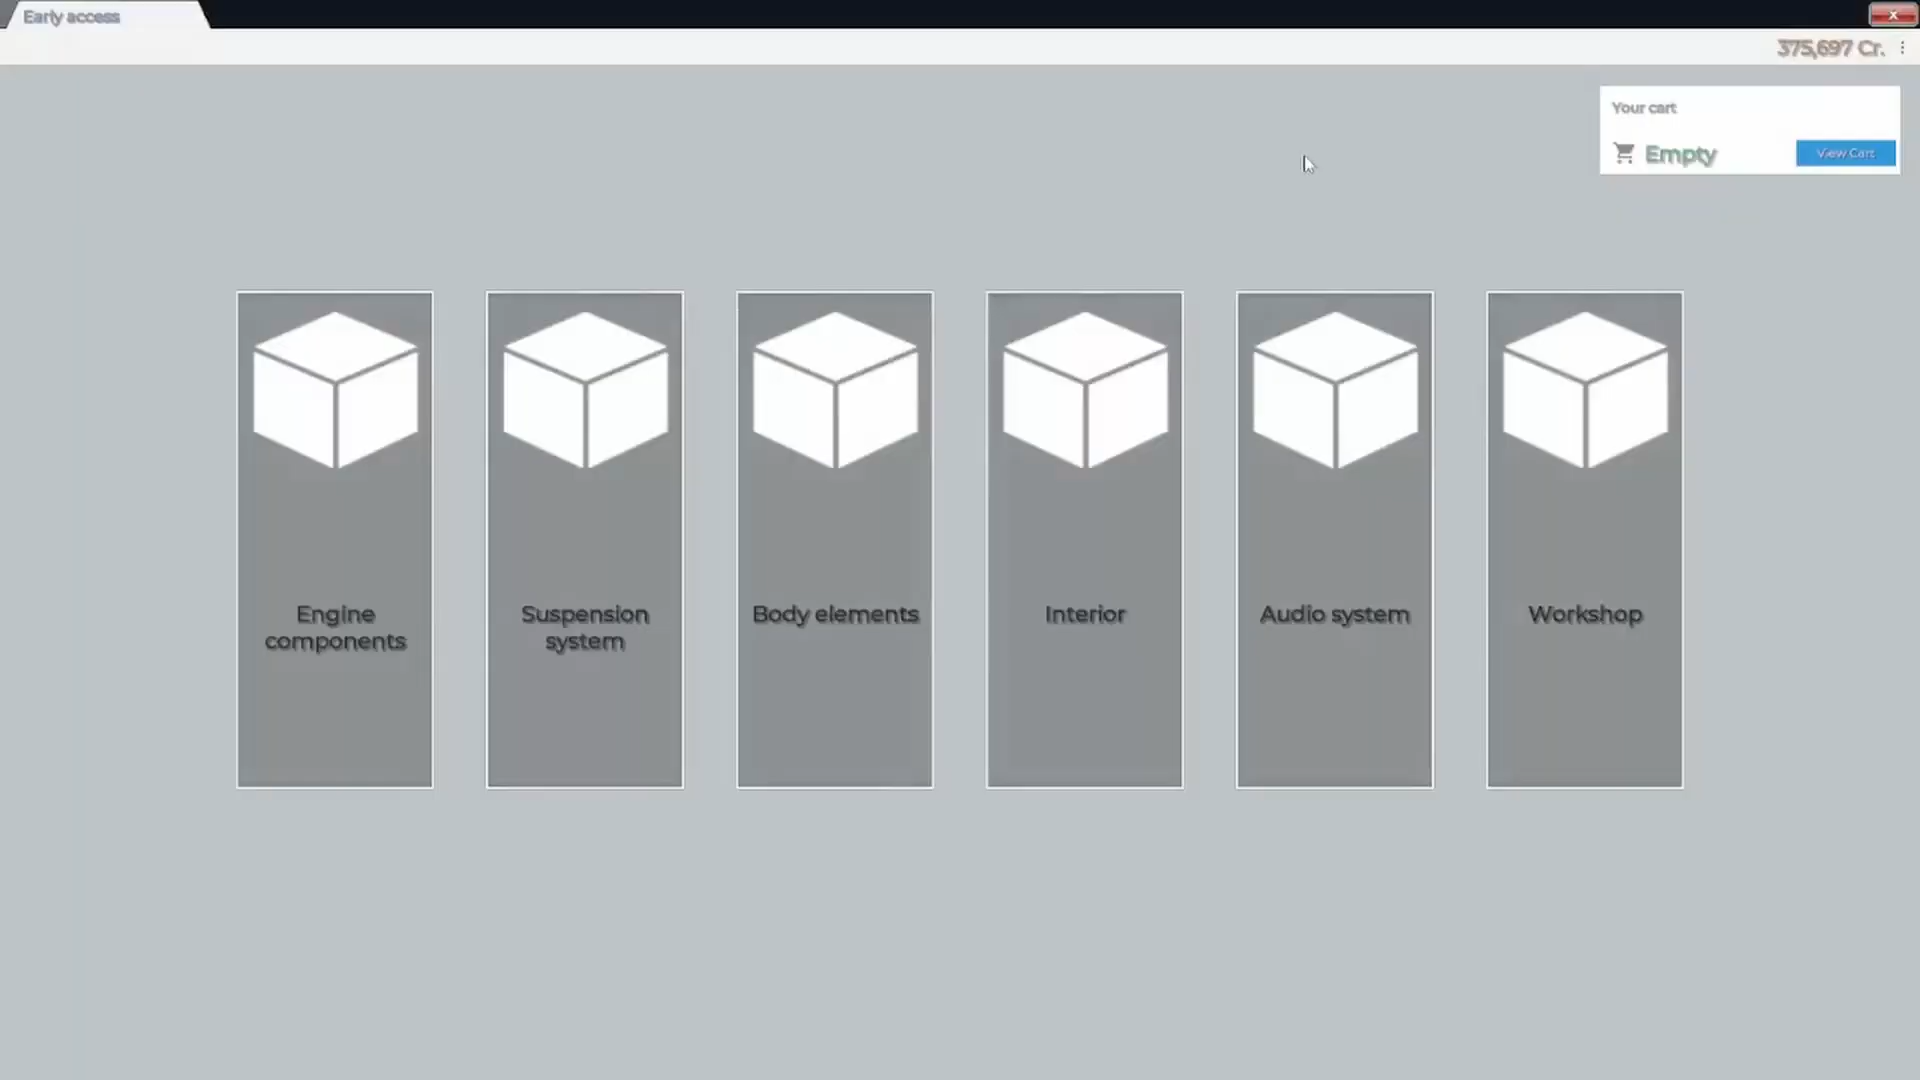 Early access
x
375,697 Cr.
Your cart
Empty
View Cart
Engine
components
Suspension
system
Body elements
Interior
Audio system
Workshop